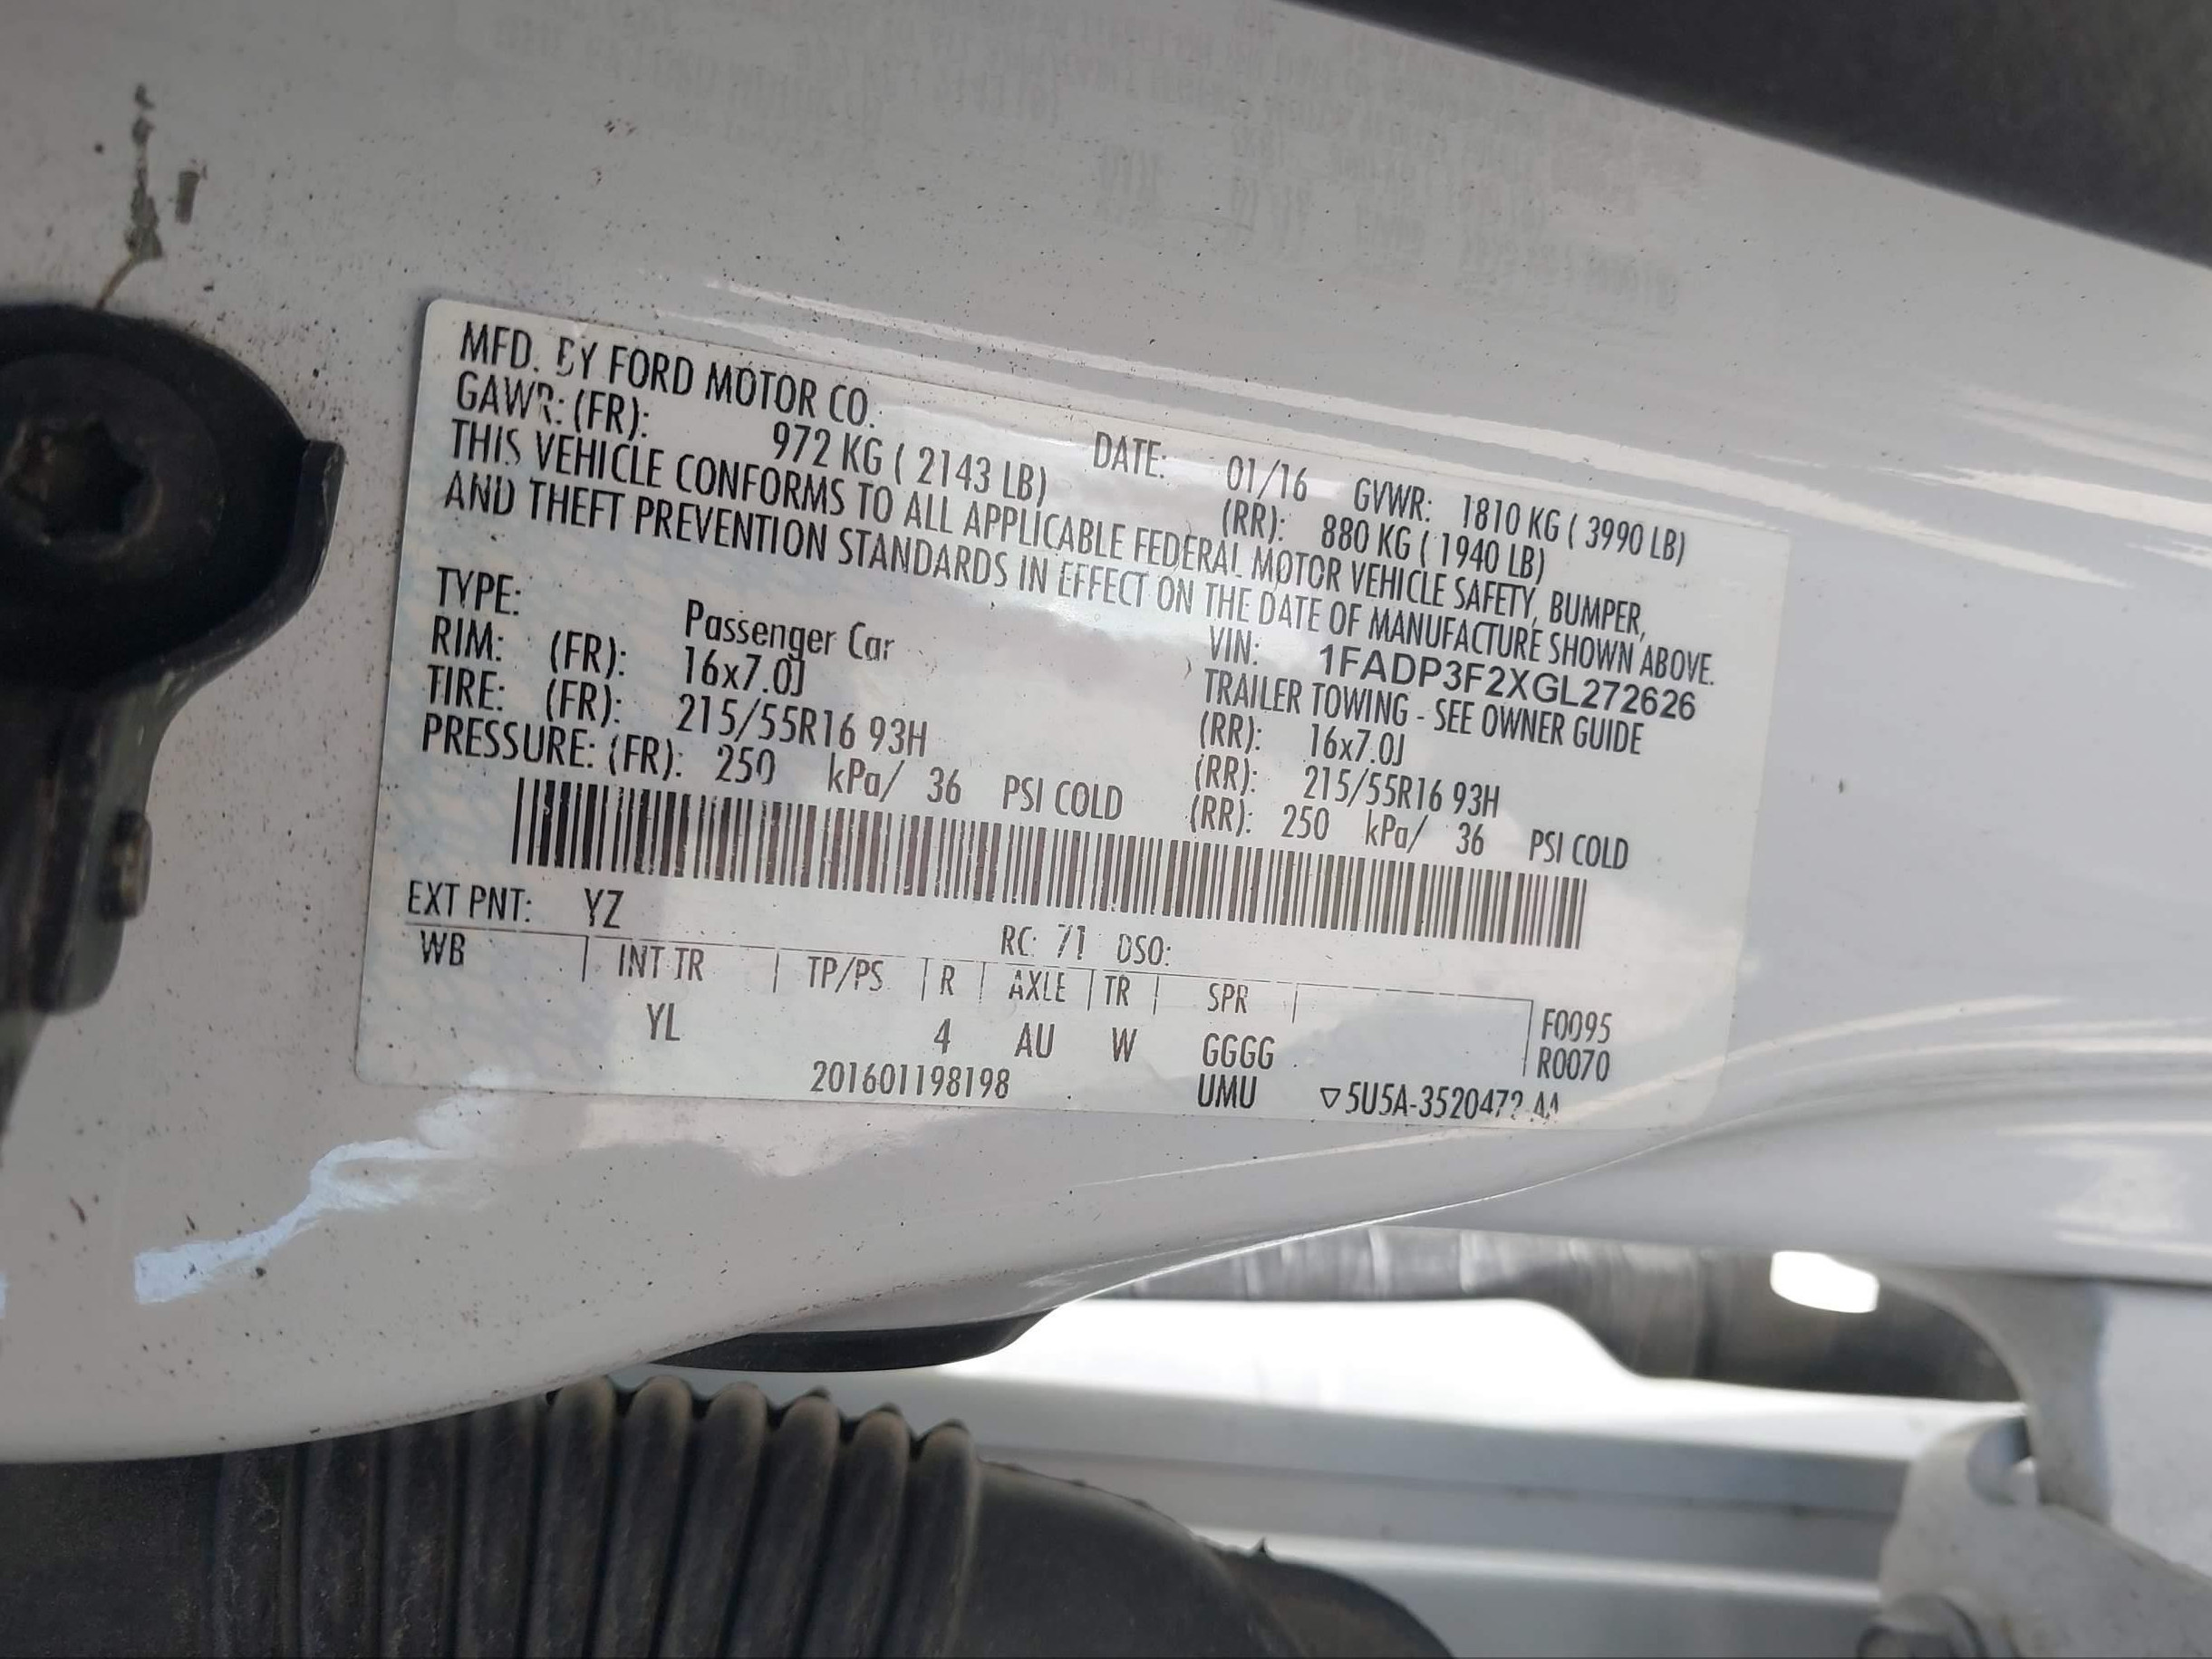 MFD. BY FORD MOTOR CO.
DATE: 01/16 GVWR: 1810 KG ( 3990 LB)
GAWR: (FR): 972 KG ( 2143 LB) (RR): 880 KG ( 1940 LB)
THIS VEHICLE CONFORMS TO ALL APPLICABLE FEDERAL MOTOR VEHICLE SAFETY, BUMPER,
AND THEFT PREVENTION STANDARDS IN EFFECT ON THE DATE OF MANUFACTURE SHOWN ABOVE.
VIN: 1FADP3F2XGL272626
TYPE: Passenger Car TRAILER TOWING - SEE OWNER GUIDE
RIM: (FR): 16x7.0J (RR): 16x7.0J
TIRE: (FR): 215/55R16 93H (RR): 215/55R16 93H
PRESSURE: (FR): 250 kPa/ 36 PSI COLD (RR): 250 kPa/ 36 PSI COLD
EXT PNT: YZ RC: 71 DSO:
WB | INT TR | TP/PS | R | AXLE | TR | SPR |
F0095
YL 4 AU W GGGG R0070
201601198198 UMU ▽5U5A-3520472-AA